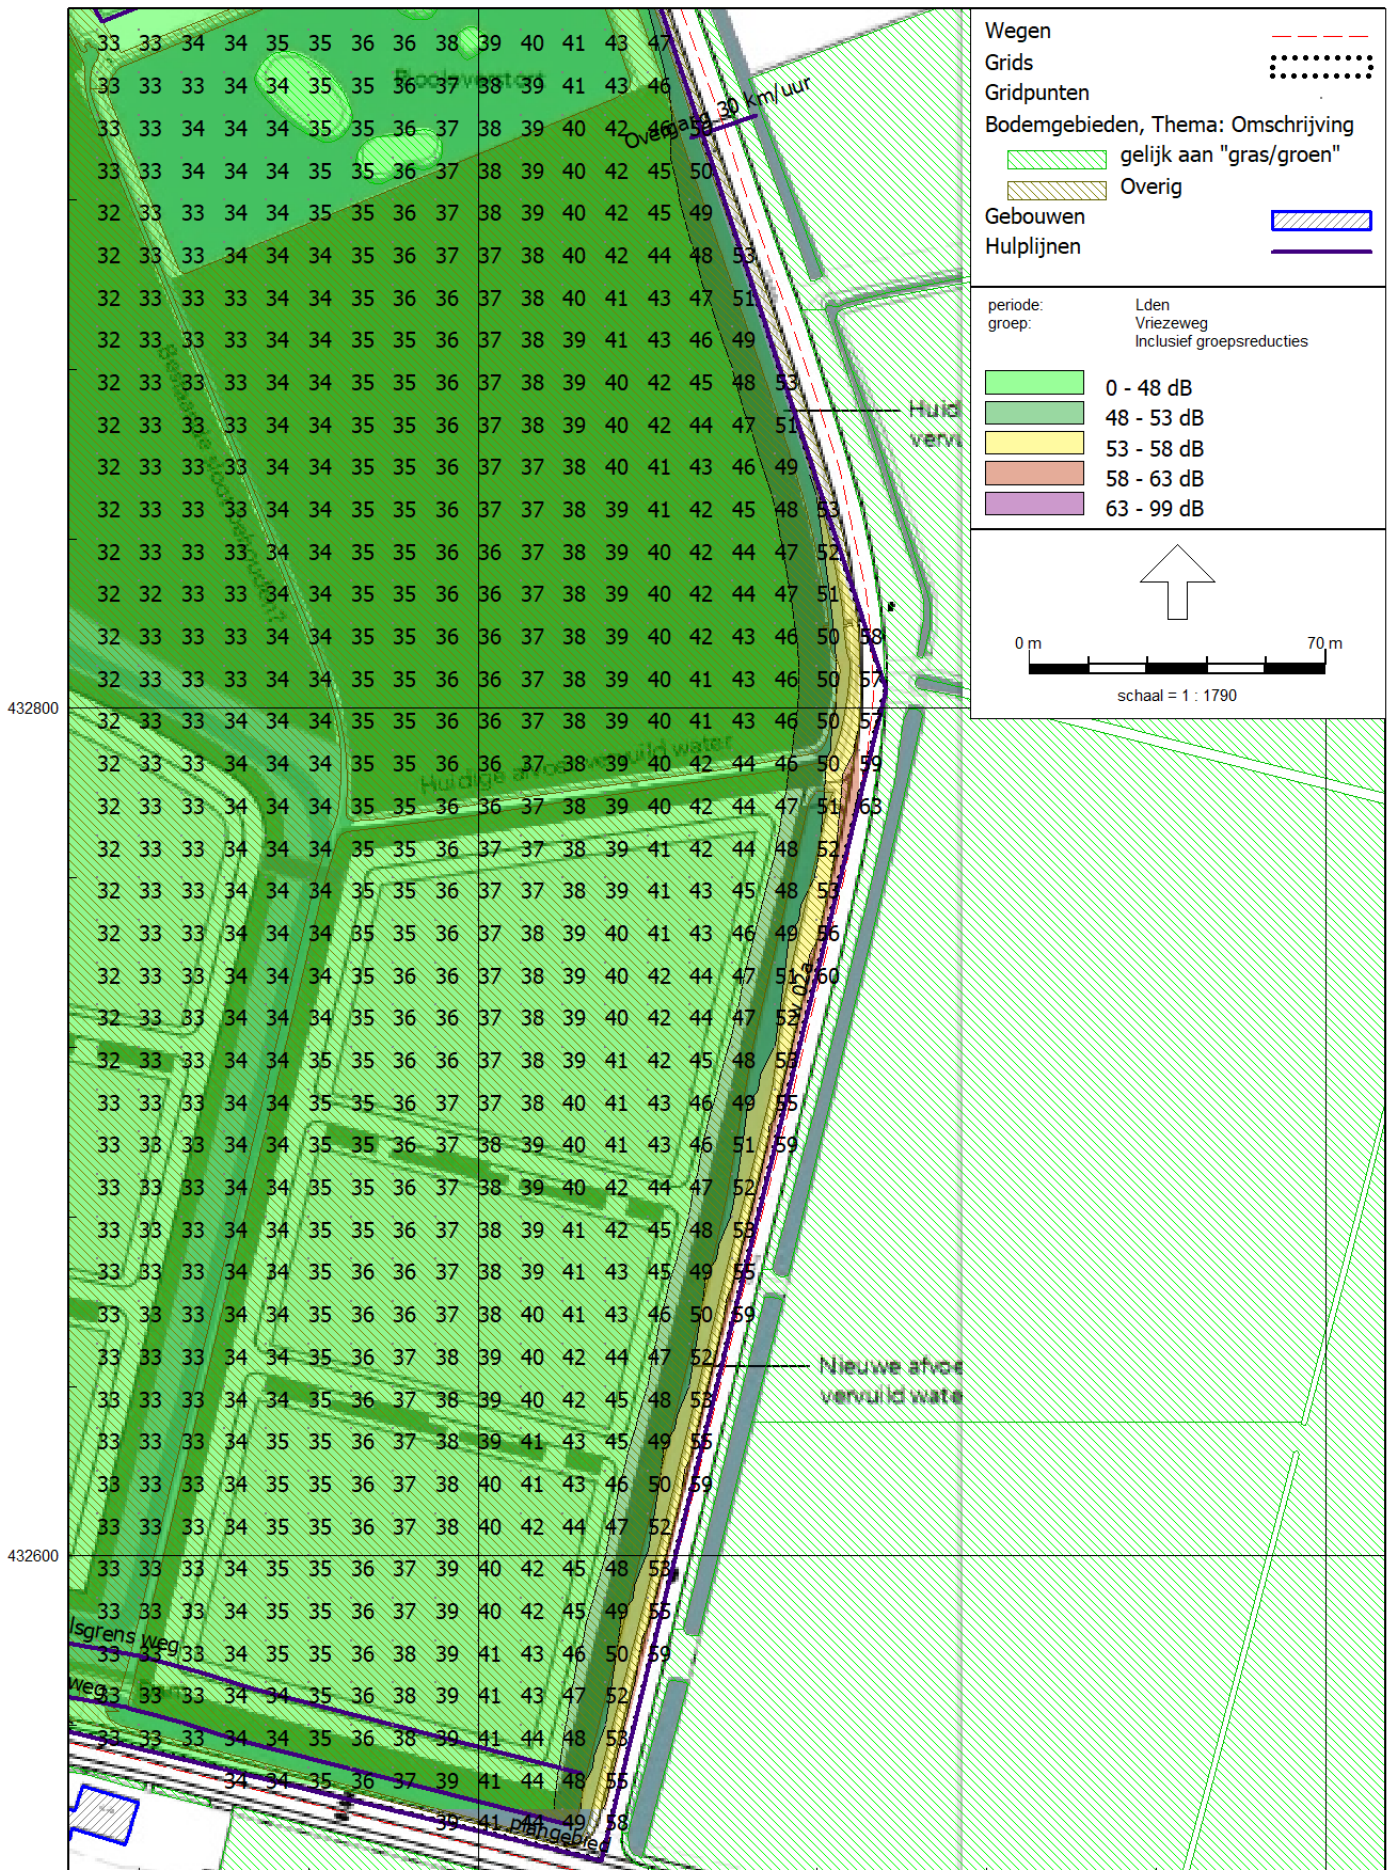 33 33 34 34 35 35 36 36 38 39 40 41 43 47
33 33 34 34 34 35 35 36 37 38 39 41 43 46
Overgang 30 km/uur
33 33 34 34 34 35 35 36 37 38 39 40 42 46 50
33 33 34 34 34 35 35 36 37 38 39 40 42 45 50
32 33 33 34 34 35 35 36 37 38 39 40 42 45 49
32 33 33 34 34 35 35 36 37 37 38 40 42 44 48 53
32 33 33 33 34 34 35 36 36 37 38 40 41 43 47 51
32 33 33 33 34 34 35 36 36 37 38 39 41 43 46 49
32 33 33 33 34 34 35 35 36 37 38 39 40 42 45 48 53
32 33 33 33 34 34 35 35 36 37 38 39 40 42 44 47 51
32 33 33 33 34 34 35 35 36 37 37 38 40 41 43 46 49
32 33 33 33 34 34 35 35 36 37 37 38 39 41 42 45 48 53
32 33 33 33 34 34 35 35 36 36 37 38 39 40 42 44 47 52
32 32 33 33 34 34 35 35 36 36 37 38 39 40 42 44 47 51
32 33 33 33 34 34 35 35 36 36 37 38 39 40 42 43 46 50 58
32 33 33 33 34 34 35 35 36 36 37 38 39 40 41 43 46 50 57
432800
32 33 33 33 34 34 35 35 36 36 37 38 39 40 41 43 46 50 57
Huidige afvoer vervuild water
32 33 33 33 34 34 35 35 36 36 37 38 39 40 42 44 46 50 59
32 33 33 34 34 34 35 35 36 36 37 38 39 40 42 44 47 51 63
32 33 33 34 34 34 35 35 36 37 37 38 39 41 42 44 48 52
32 33 33 34 34 34 35 35 36 37 37 38 39 41 43 45 48 53
32 33 33 34 34 34 35 35 36 37 38 39 40 41 43 46 49 56
32 33 33 34 34 34 35 36 36 37 38 39 40 42 44 47 51 60
32 33 33 34 34 34 35 36 36 37 38 39 40 42 44 47 52
32 33 33 34 34 35 35 36 36 37 38 39 41 42 45 48 53
33 33 33 34 34 35 35 36 37 37 38 40 41 43 46 49 55
33 33 33 34 34 35 35 36 37 38 39 40 41 43 46 51 59
33 33 33 34 34 35 35 36 37 38 39 40 42 44 47 52
33 33 33 34 34 35 35 36 37 38 39 41 42 45 48 53
33 33 33 34 34 35 36 36 37 38 39 41 43 45 49 55
33 33 33 34 34 35 36 36 37 38 40 41 43 46 50 59
33 33 33 34 34 35 36 37 38 39 40 42 44 47 52
Nieuwe afvoe
vervuild wate
33 33 33 34 34 35 36 37 38 39 40 42 45 48 53
33 33 33 34 35 35 36 37 38 39 41 43 45 49 55
33 33 33 34 35 35 36 37 38 40 41 43 46 50 59
33 33 33 34 35 35 36 37 38 40 42 44 47 52
432600
33 33 33 34 35 35 36 37 39 40 42 45 48 53
33 33 33 34 35 35 36 37 39 40 42 45 49 55
lsgrens weg
33 33 33 34 35 35 36 38 39 41 43 46 50 59
weg
33 33 33 34 34 35 36 38 39 41 43 47 52
33 33 33 34 34 35 36 38 39 41 44 48 53
34 34 35 36 37 39 41 44 48 55
39 41 44 49 58
plangebied
Wegen
Grids
Gridpunten
Bodemgebieden, Thema: Omschrijving
gelijk aan "gras/groen"
Overig
Gebouwen
Hulplijnen
periode: Lden
groep: Vriezeweg
Inclusief groepsreducties
0 - 48 dB
48 - 53 dB
53 - 58 dB
58 - 63 dB
63 - 99 dB
Huid
vervu
0 m 70 m
schaal = 1 : 1790